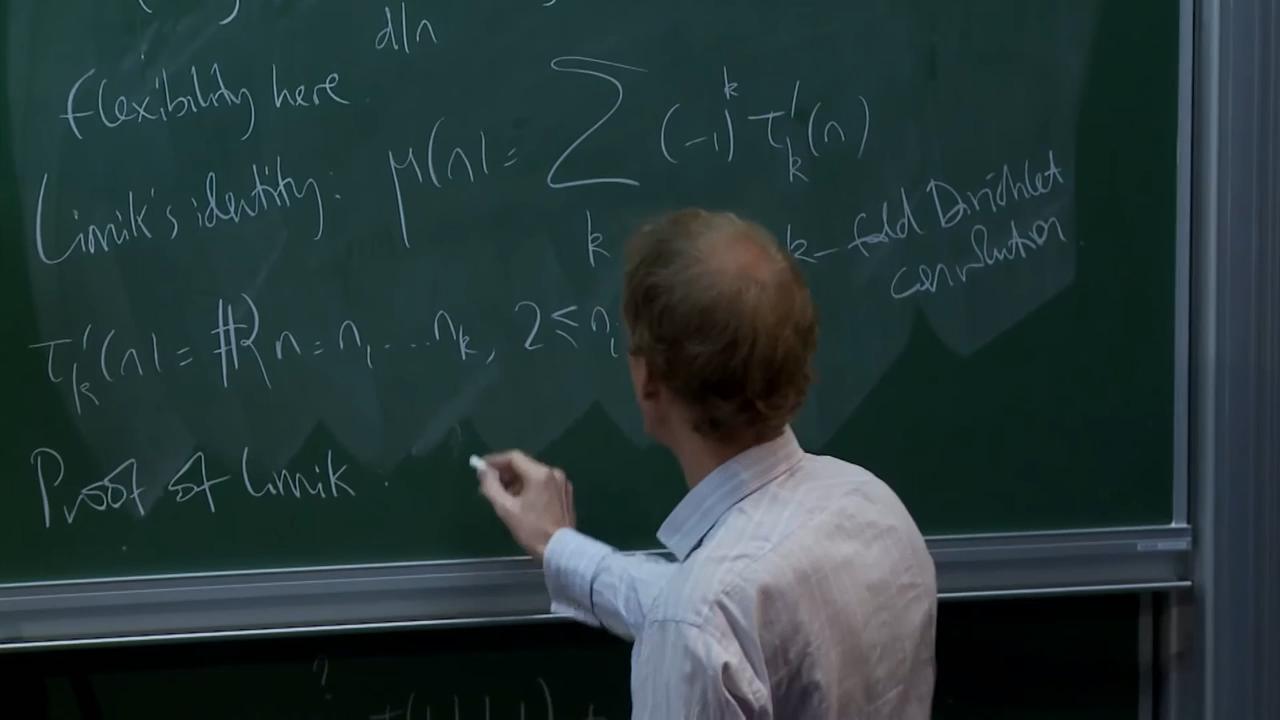 d|n
flexibility here.
Linnik's identity: μ(n) = ∑ (-1)^k τ'_k(n)
k
k-fold Dirichlet
convolution
τ'_k(n) = # { n = n_1 ... n_k, 2 ≤ n_i
Proof of Linnik.
?